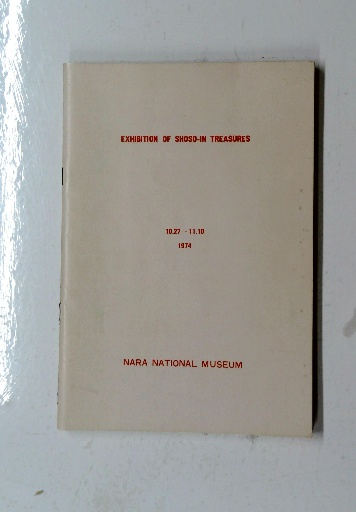 EXHIBITION OF SHOSO-IN TREASURES
10.27 - 11.10
1974
NARA NATIONAL MUSEUM